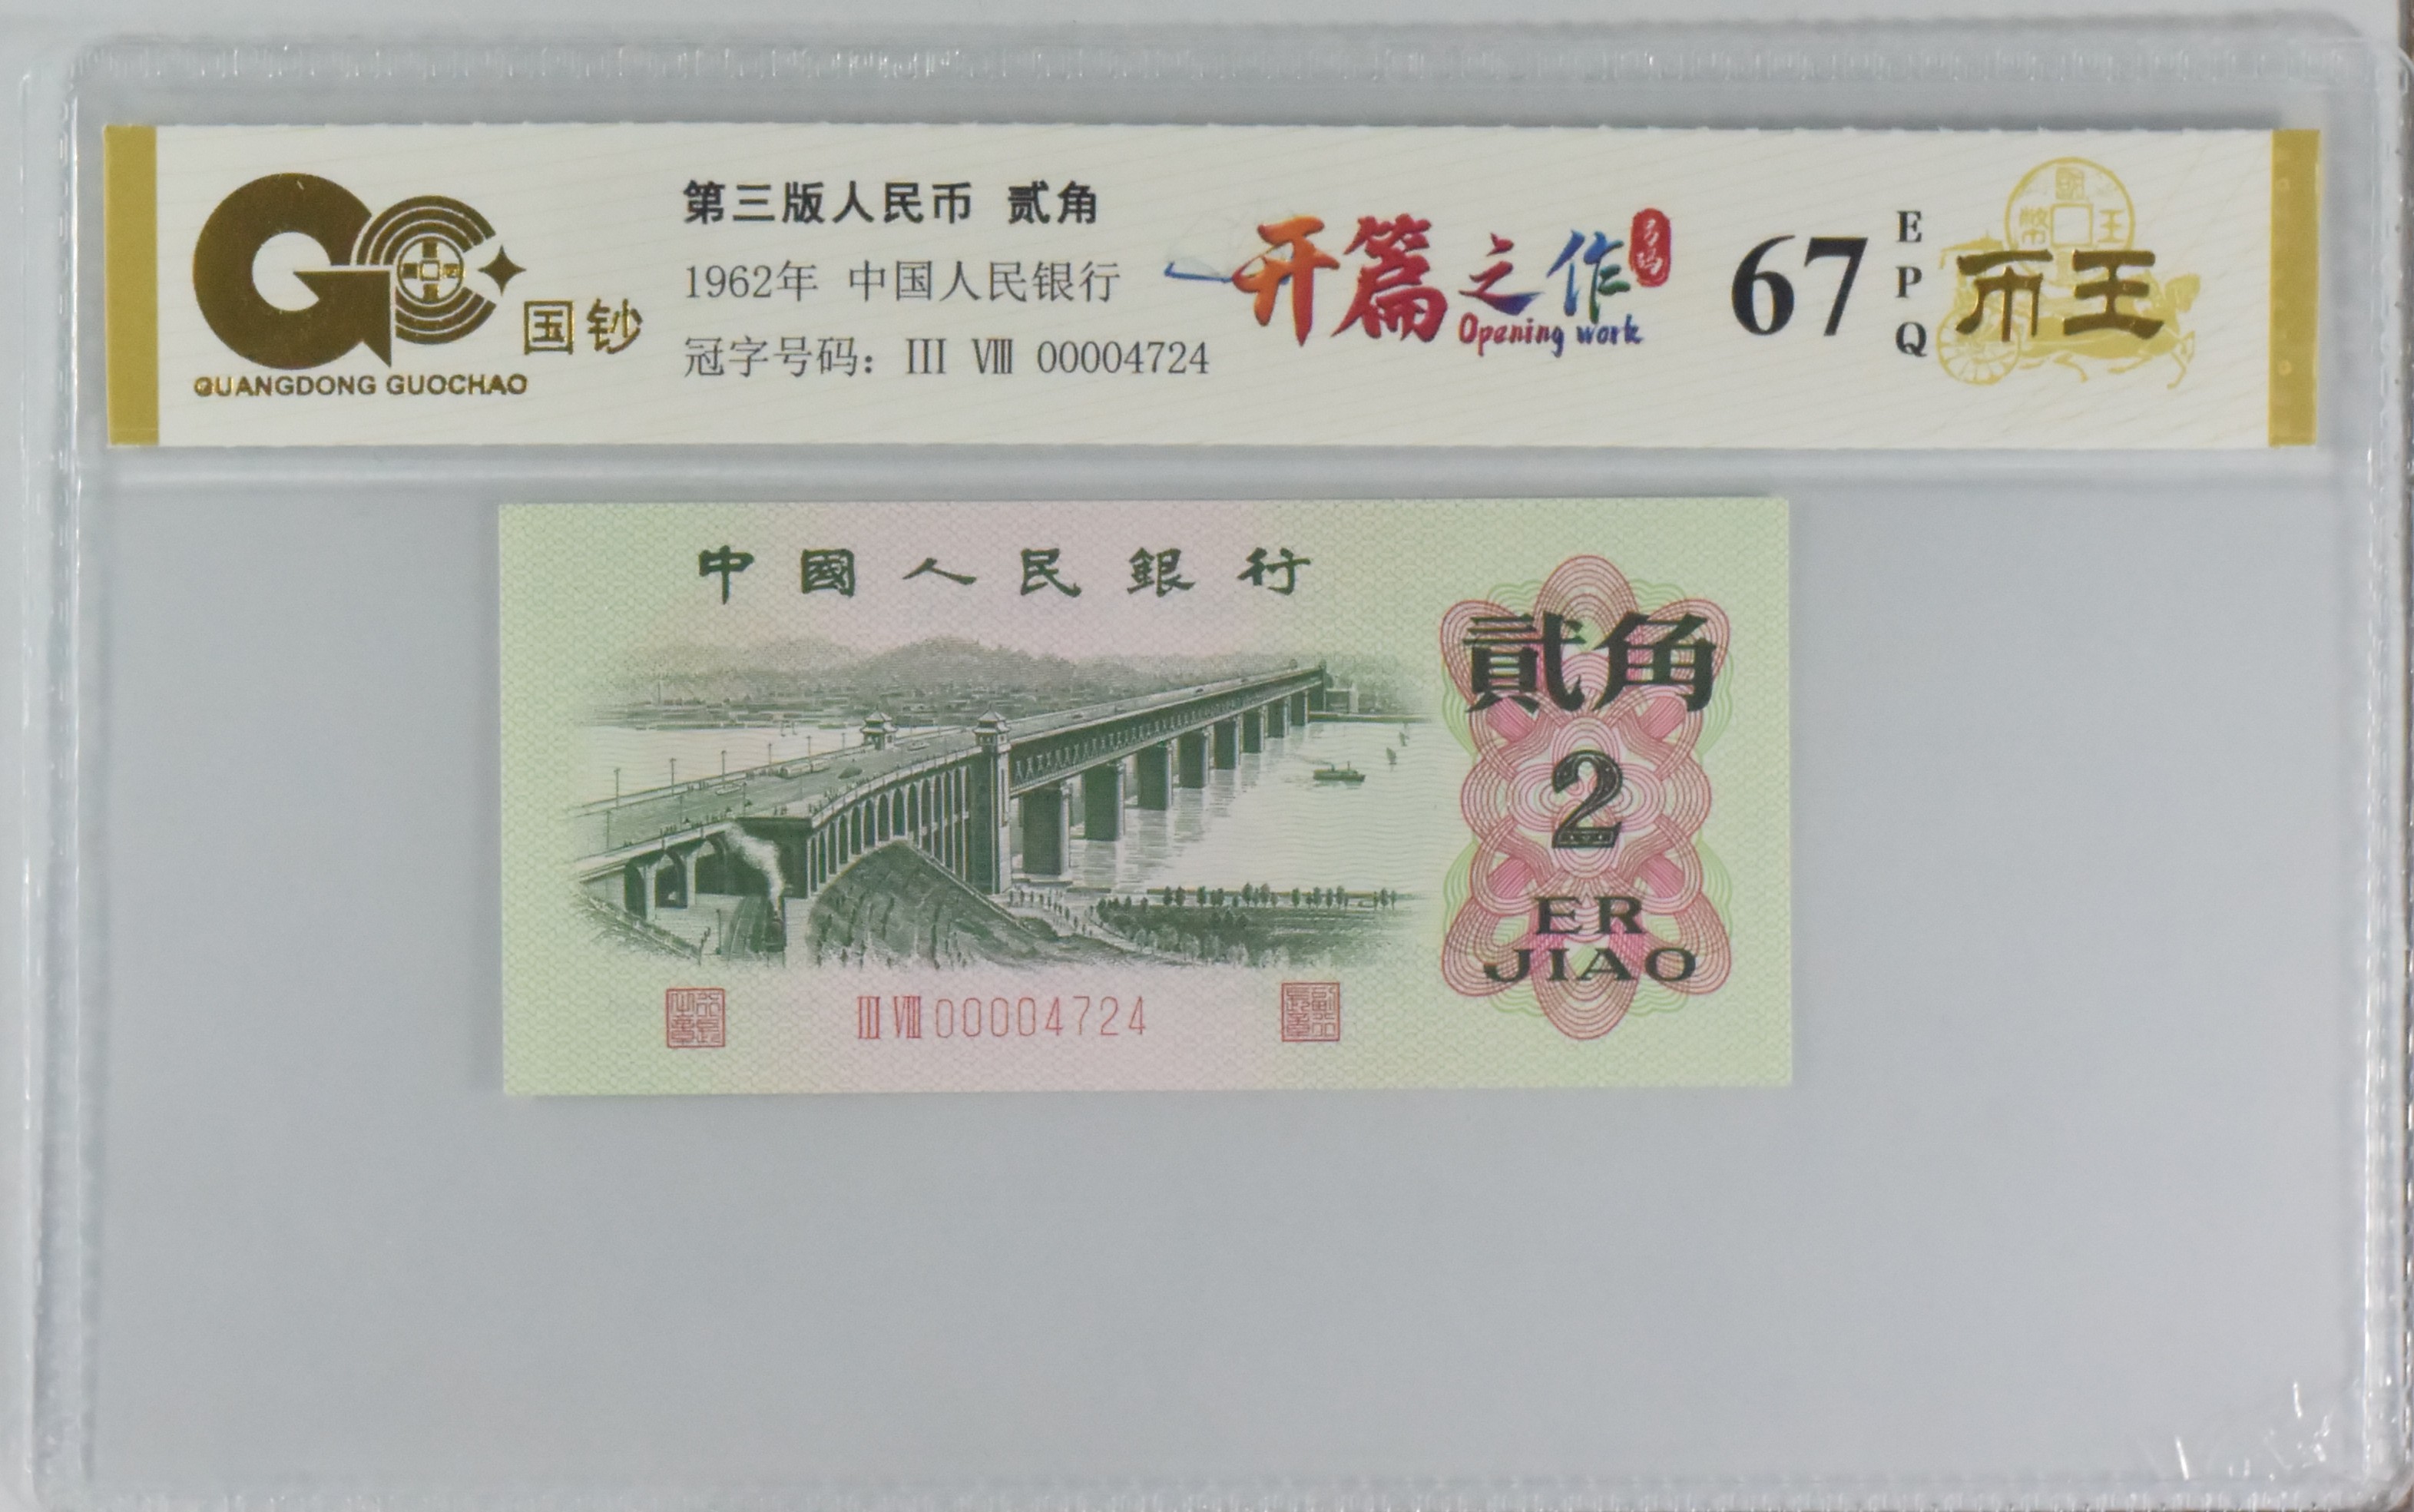 国钞
QUANGDONG GUOCHAO
第三版人民币 贰角
1962年 中国人民银行
冠字号码: III VIII 00004724
开篇之作
Opening work
67
EPQ
币王
中國人民銀行
貳角
2
ER
JIAO
III VIII 00004724